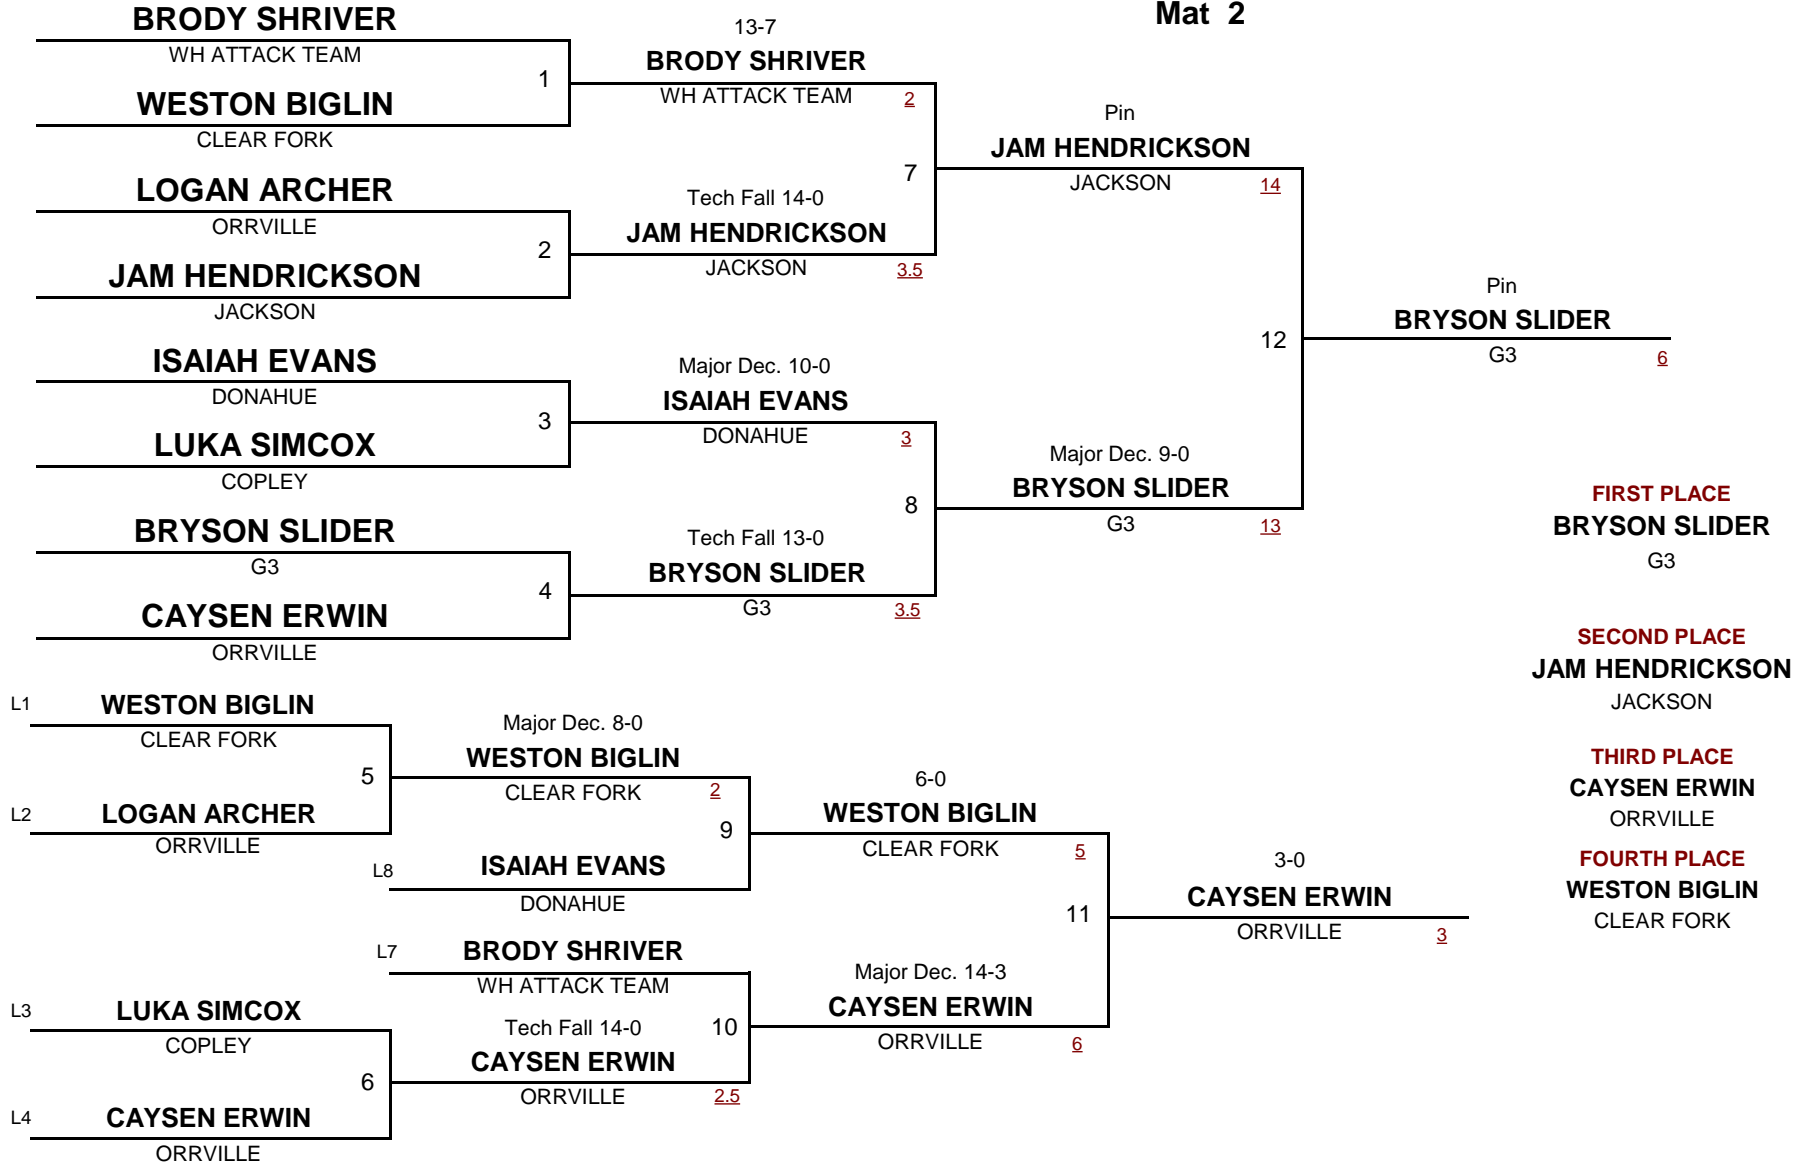 Mat 2
BRODY SHRIVER
WH ATTACK TEAM
1
WESTON BIGLIN
CLEAR FORK
LOGAN ARCHER
ORRVILLE
2
JAM HENDRICKSON
JACKSON
ISAIAH EVANS
DONAHUE
3
LUKA SIMCOX
COPLEY
BRYSON SLIDER
G3
4
CAYSEN ERWIN
ORRVILLE
13-7
BRODY SHRIVER
WH ATTACK TEAM 2
7
Tech Fall 14-0
JAM HENDRICKSON
JACKSON 3.5
Major Dec. 10-0
ISAIAH EVANS
DONAHUE 3
8
Tech Fall 13-0
BRYSON SLIDER
G3 3.5
Pin
JAM HENDRICKSON
JACKSON 14
12
Major Dec. 9-0
BRYSON SLIDER
G3 13
Pin
BRYSON SLIDER
G3 6
FIRST PLACE
BRYSON SLIDER
G3
SECOND PLACE
JAM HENDRICKSON
JACKSON
THIRD PLACE
CAYSEN ERWIN
ORRVILLE
FOURTH PLACE
WESTON BIGLIN
CLEAR FORK
L1 WESTON BIGLIN
CLEAR FORK
5
L2 LOGAN ARCHER
ORRVILLE
Major Dec. 8-0
WESTON BIGLIN
CLEAR FORK 2
9
L8 ISAIAH EVANS
DONAHUE
L7 BRODY SHRIVER
WH ATTACK TEAM
10
Tech Fall 14-0
CAYSEN ERWIN
ORRVILLE 2.5
L3 LUKA SIMCOX
COPLEY
6
L4 CAYSEN ERWIN
ORRVILLE
6-0
WESTON BIGLIN
CLEAR FORK 5
11
Major Dec. 14-3
CAYSEN ERWIN
ORRVILLE 6
3-0
CAYSEN ERWIN
ORRVILLE 3